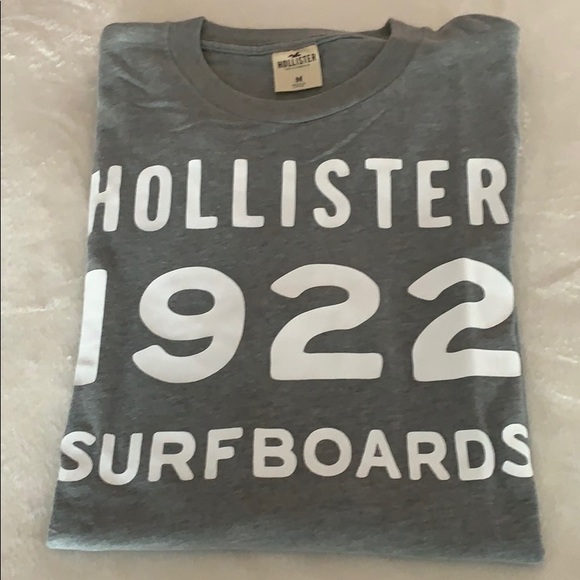 HOLLISTER
M
HOLLISTER
1922
SURFBOARDS